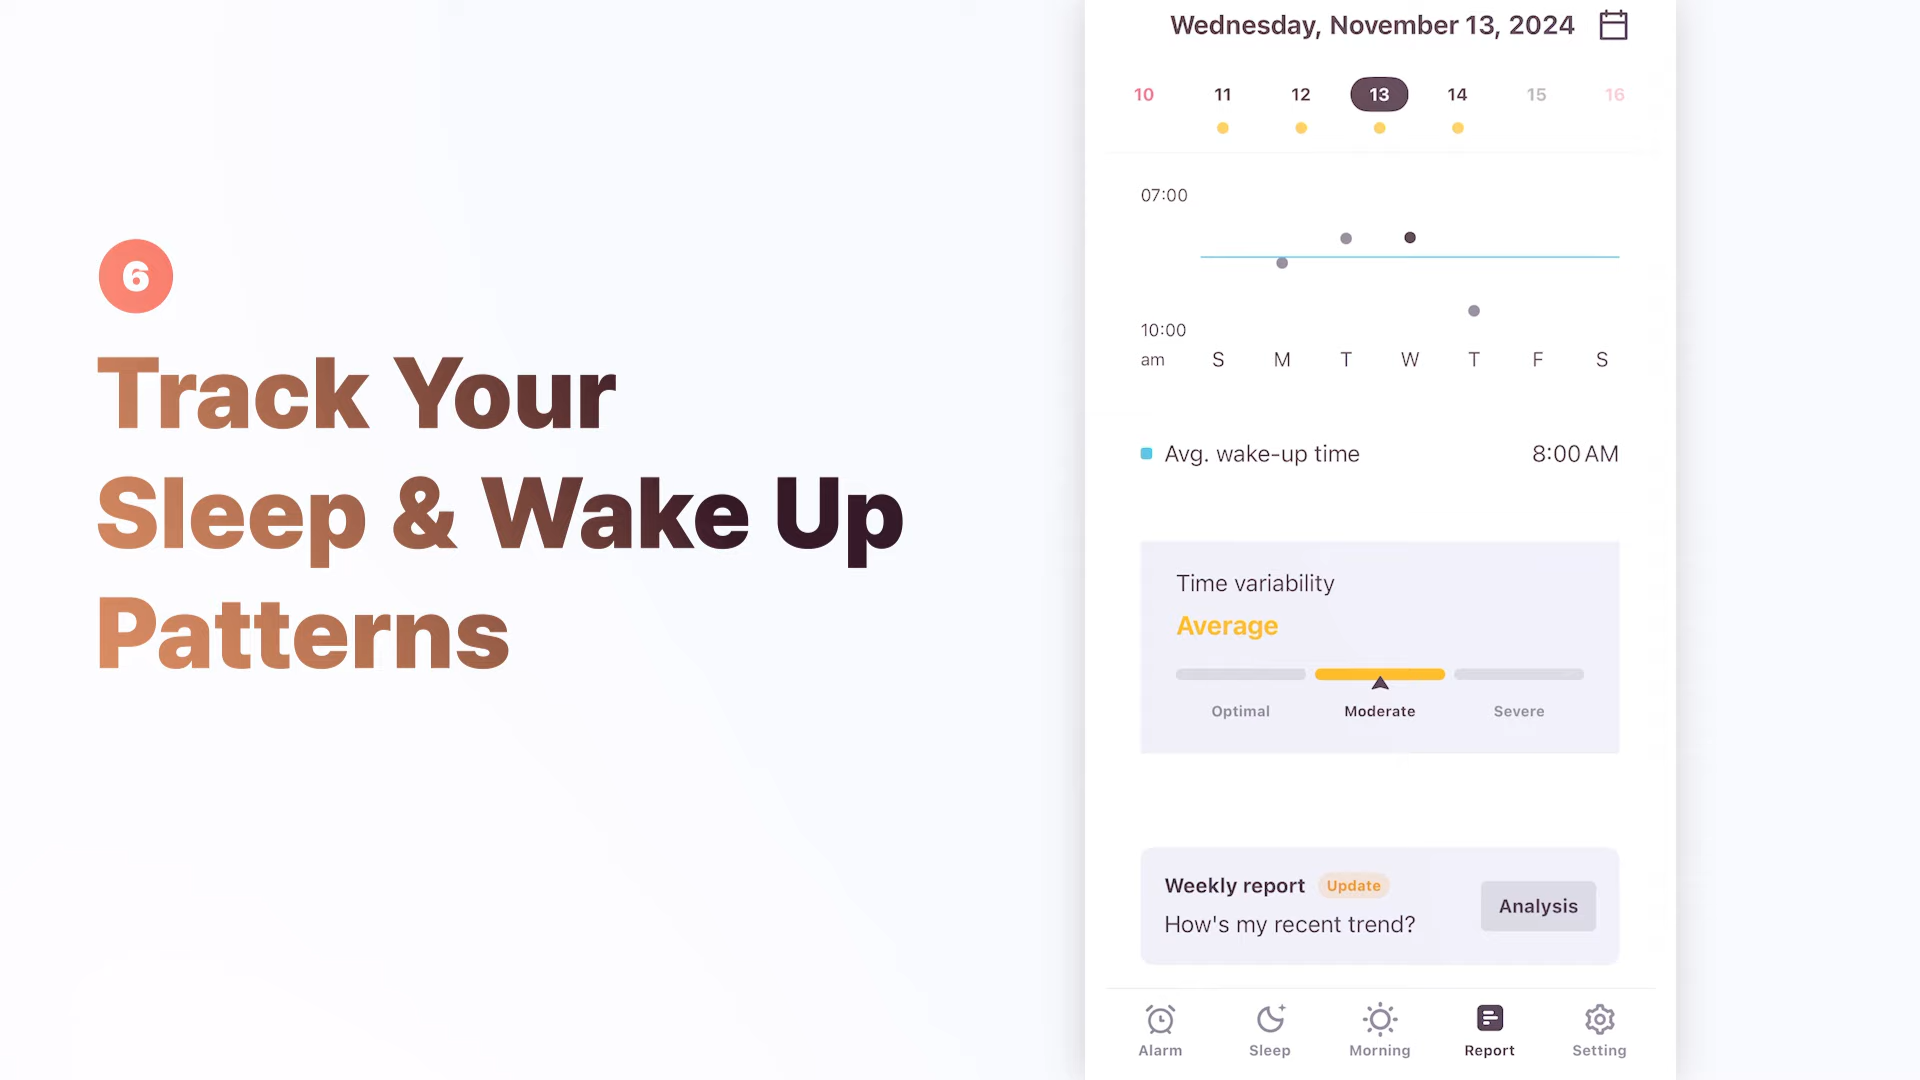 6
Track Your
Sleep & Wake Up
Patterns
Wednesday, November 13, 2024
10 11 12 13 14 15 16
07:00
10:00
am S M T W T F S
Avg. wake-up time 8:00 AM
Time variability
Average
Optimal Moderate Severe
Weekly report Update
How's my recent trend?
Analysis
Alarm Sleep Morning Report Setting